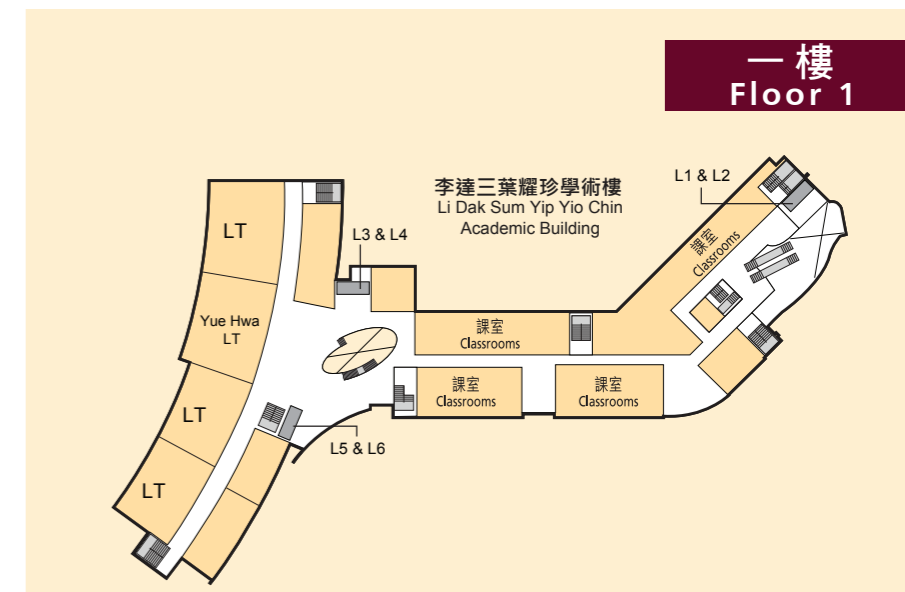 一樓
Floor 1
李達三葉耀珍學術樓
Li Dak Sum Yip Yio Chin
Academic Building
L1 & L2
LT
L3 & L4
課室
Classrooms
Yue Hwa
LT
課室
Classrooms
課室
Classrooms
課室
Classrooms
LT
L5 & L6
LT